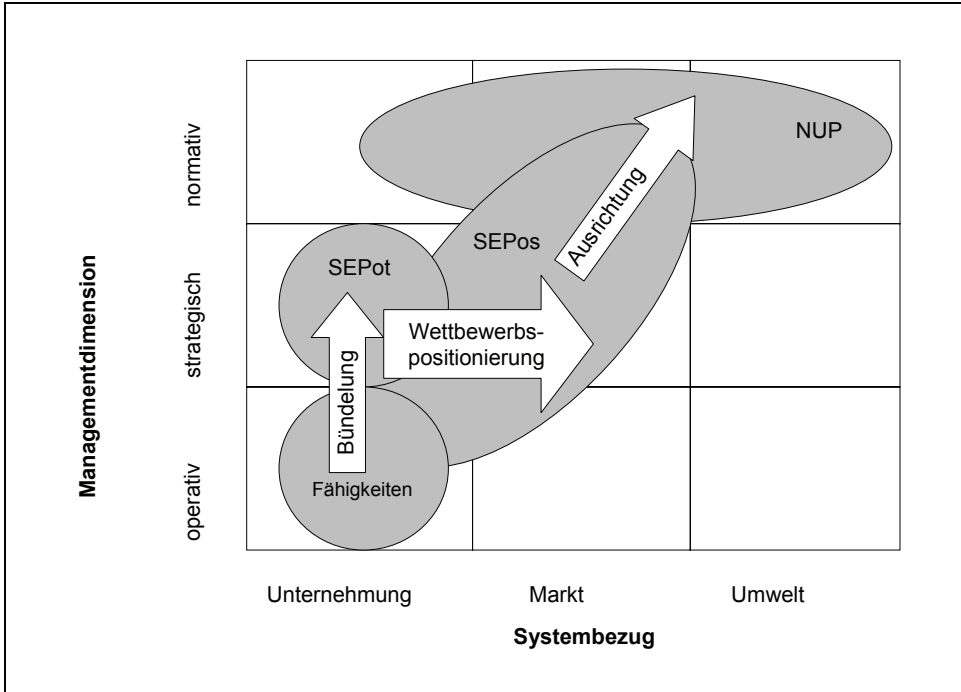 NUP
normativ
Ausrichtung
SEPos
SEPot
Managementdimension
strategisch
Wettbewerbs-
positionierung
Bündelung
operativ
Fähigkeiten
Unternehmung
Markt
Umwelt
Systembezug